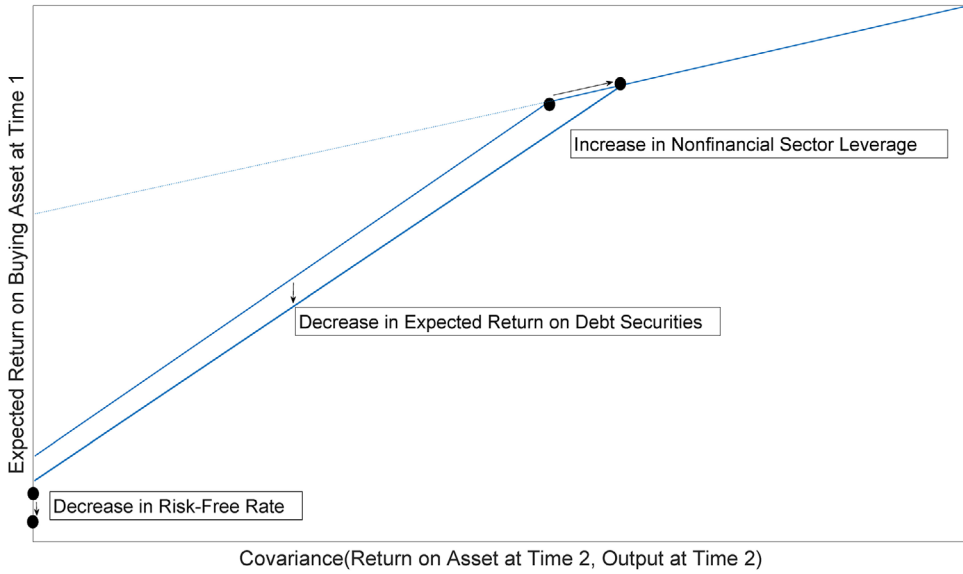 Expected Return on Buying Asset at Time 1
Increase in Nonfinancial Sector Leverage
Decrease in Expected Return on Debt Securities
Decrease in Risk-Free Rate
Covariance(Return on Asset at Time 2, Output at Time 2)